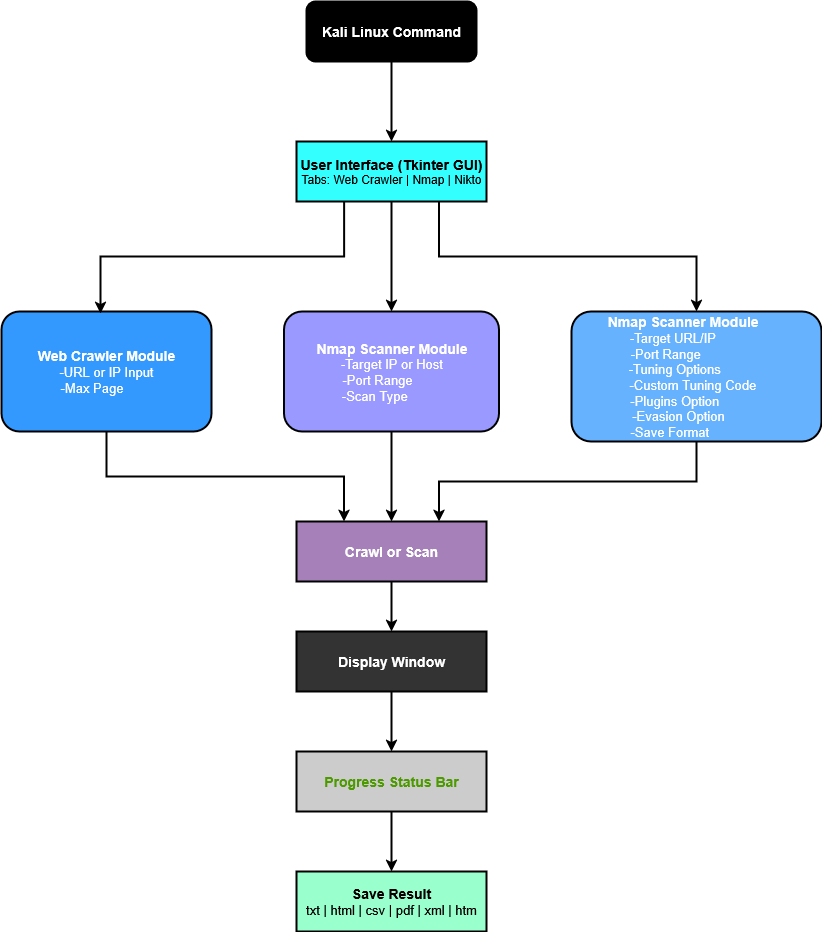 Kali Linux Command
User Interface (Tkinter GUI)
Tabs: Web Crawler | Nmap | Nikto
Web Crawler Module
-URL or IP Input
-Max Page
Nmap Scanner Module
-Target IP or Host
-Port Range
-Scan Type
Nmap Scanner Module
-Target URL/IP
-Port Range
-Tuning Options
-Custom Tuning Code
-Plugins Option
-Evasion Option
-Save Format
Crawl or Scan
Display Window
Progress Status Bar
Save Result
txt | html | csv | pdf | xml | htm